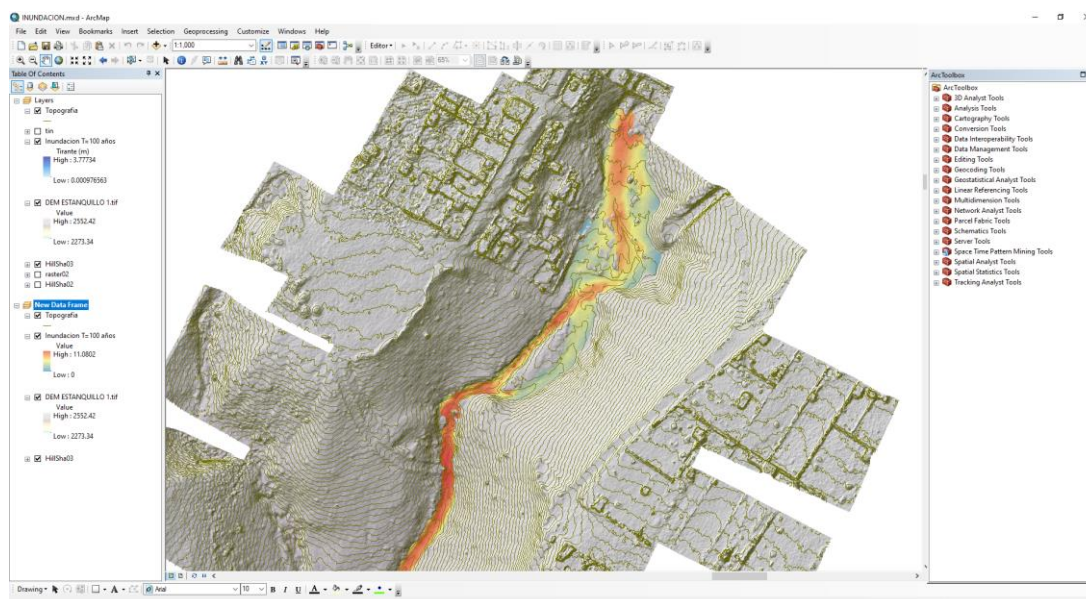 INUNDACION.mxd - ArcMap
File Edit View Bookmarks Insert Selection Geoprocessing Customize Windows Help
1:1,000
Editor
65%
Table Of Contents
Layers
Topografia
tin
Inundacion T= 100 años
Tirante (m)
High : 3.77734
Low : 0.000976563
DEM ESTANQUILLO 1.tif
Value
High : 2552.42
Low : 2273.34
HillSha03
raster02
HillSha02
New Data Frame
Topografia
Inundacion T= 100 años
Value
High : 11.0802
Low : 0
DEM ESTANQUILLO 1.tif
Value
High : 2552.42
Low : 2273.34
HillSha03
ArcToolbox
ArcToolbox
3D Analyst Tools
Analysis Tools
Cartography Tools
Conversion Tools
Data Interoperability Tools
Data Management Tools
Editing Tools
Geocoding Tools
Geostatistical Analyst Tools
Linear Referencing Tools
Multidimension Tools
Network Analyst Tools
Parcel Fabric Tools
Schematics Tools
Server Tools
Space Time Pattern Mining Tools
Spatial Analyst Tools
Spatial Statistics Tools
Tracking Analyst Tools
Drawing
A
Arial
10
B I U A